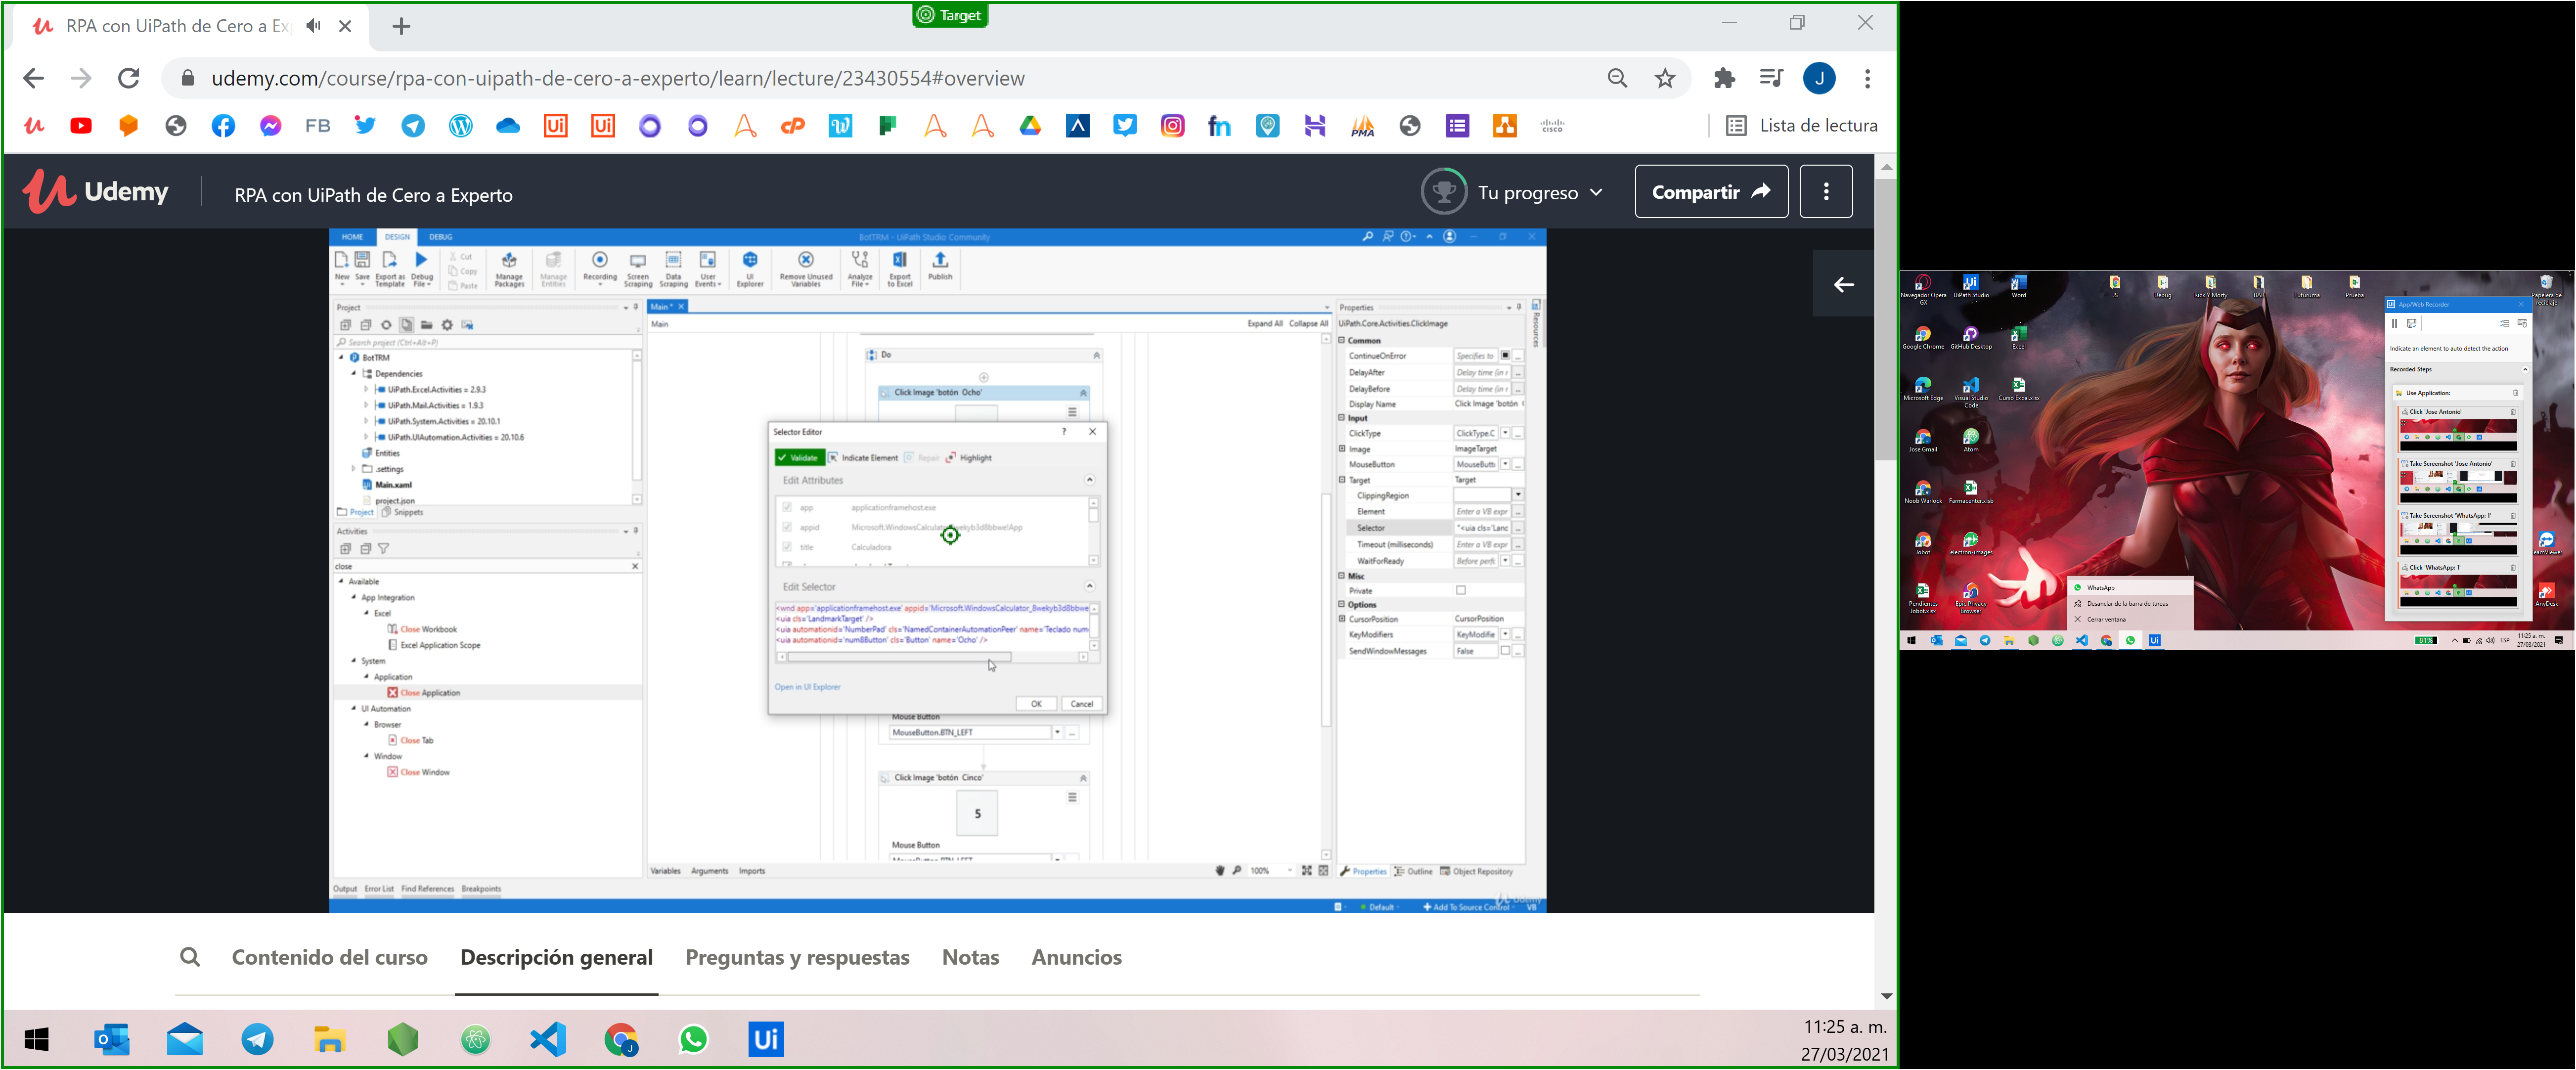 RPA con UiPath de Cero a Ex
Target
udemy.com/course/rpa-con-uipath-de-cero-a-experto/learn/lecture/23430554#overview
J
FB
Lista de lectura
Udemy
RPA con UiPath de Cero a Experto
Tu progreso
Compartir
HOME DESIGN DEBUG
BotTRM - UiPath Studio Community
New Save Export as Template Debug File
Cut
Copy
Paste
Manage Packages Manage Entities Recording Screen Scraping Data Scraping User Events UI Explorer Remove Unused Variables Analyze File Export to Excel Publish
Project
Search project (Ctrl+Alt+P)
BotTRM
Dependencies
UiPath.Excel.Activities = 2.9.3
UiPath.Mail.Activities = 1.9.3
UiPath.System.Activities = 20.10.1
UiPath.UIAutomation.Activities = 20.10.6
Entities
.settings
Main.xaml
project.json
Project Snippets
Activities
close
Available
App Integration
Excel
Close Workbook
Excel Application Scope
System
Application
Close Application
UI Automation
Browser
Close Tab
Window
Close Window
Output Error List Find References Breakpoints
Main *
Main
Expand All Collapse All
Do
Click Image 'botón Ocho'
Selector Editor
Validate Indicate Element Repair Highlight
Edit Attributes
app applicationframehost.exe
appid
title Calculadora
Edit Selector
<wnd app='applicationframehost.exe' appid='Microsoft.WindowsCalculator_8wekyb3d8bbwe
<uia cls='LandmarkTarget' />
<uia automationid='NumberPad' cls='NamedContainerAutomationPeer' name='Teclado num
<uia automationid='num8Button' cls='Button' name='Ocho' />
Open in UI Explorer
OK Cancel
Mouse Button
MouseButton.BTN_LEFT
Click Image 'botón Cinco'
5
Mouse Button
MouseButton.BTN_LEFT
Variables Arguments Imports
100%
Properties
UiPath.Core.Activities.ClickImage
Common
ContinueOnError Specifies to
DelayAfter Delay time (in
DelayBefore Delay time (in
Display Name Click Image 'botón
Input
ClickType ClickType.C
Image ImageTarget
MouseButton MouseButt
Target Target
ClippingRegion
Element Enter a VB expr
Selector "<uia cls='Lanc
Timeout (milliseconds) Enter a VB expr
WaitForReady Before perfo
Misc
Private
Options
CursorPosition CursorPosition
KeyModifiers KeyModifie
SendWindowMessages False
Properties Outline Object Repository
Resources
Default Add To Source Control VB
Contenido del curso Descripción general Preguntas y respuestas Notas Anuncios
11:25 a. m.
27/03/2021
Navegador Opera GX
UiPath Studio
Word
JS
Debug
Rick Y Morty
BAR
Futuruma
Prueba
Papelera de reciclaje
Google Chrome
GitHub Desktop
Excel
Microsoft Edge
Visual Studio Code
Curso Excel.xlsx
Jose Gmail
Atom
Noob Warlock
Farmacenter.xlsb
Jobot
electron-images
Pendientes Jobot.xlsx
Epic Privacy Browser
AnyDesk
App/Web Recorder
Indicate an element to auto detect the action
Recorded Steps
Use Application:
Click 'Jose Antonio'
Take Screenshot 'Jose Antonio'
Take Screenshot 'WhatsApp: 1'
Click 'WhatsApp: 1'
WhatsApp
Desanclar de la barra de tareas
Cerrar ventana
81%
ESP
11:25 a. m.
27/03/2021